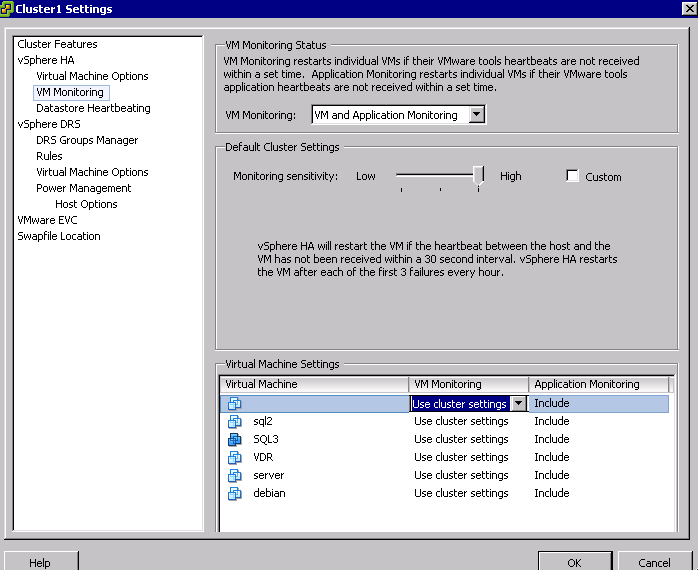 Cluster1 Settings
Cluster Features
vSphere HA
Virtual Machine Options
VM Monitoring
Datastore Heartbeating
vSphere DRS
DRS Groups Manager
Rules
Virtual Machine Options
Power Management
Host Options
VMware EVC
Swapfile Location
VM Monitoring Status
VM Monitoring restarts individual VMs if their VMware tools heartbeats are not received
within a set time. Application Monitoring restarts individual VMs if their VMware tools
application heartbeats are not received within a set time.
VM Monitoring: VM and Application Monitoring
Default Cluster Settings
Monitoring sensitivity: Low High Custom
vSphere HA will restart the VM if the heartbeat between the host and the
VM has not been received within a 30 second interval. vSphere HA restarts
the VM after each of the first 3 failures every hour.
Virtual Machine Settings
Virtual Machine VM Monitoring Application Monitoring
Use cluster settings Include
sql2 Use cluster settings Include
SQL3 Use cluster settings Include
VDR Use cluster settings Include
server Use cluster settings Include
debian Use cluster settings Include
Help OK Cancel